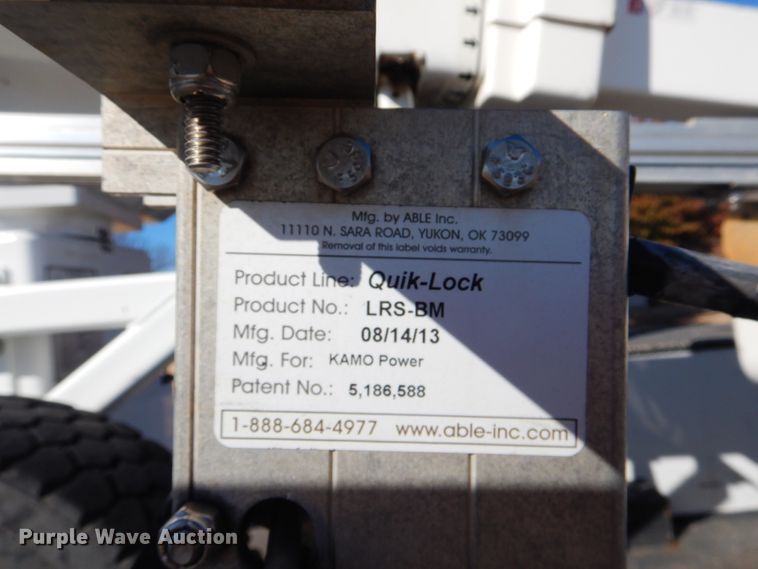 Mfg. by ABLE Inc.
11110 N. SARA ROAD, YUKON, OK 73099
Removal of this label voids warranty.
Product Line: Quik-Lock
Product No.: LRS-BM
Mfg. Date: 08/14/13
Mfg. For: KAMO Power
Patent No.: 5,186,588
1-888-684-4977 www.able-inc.com
Purple Wave Auction